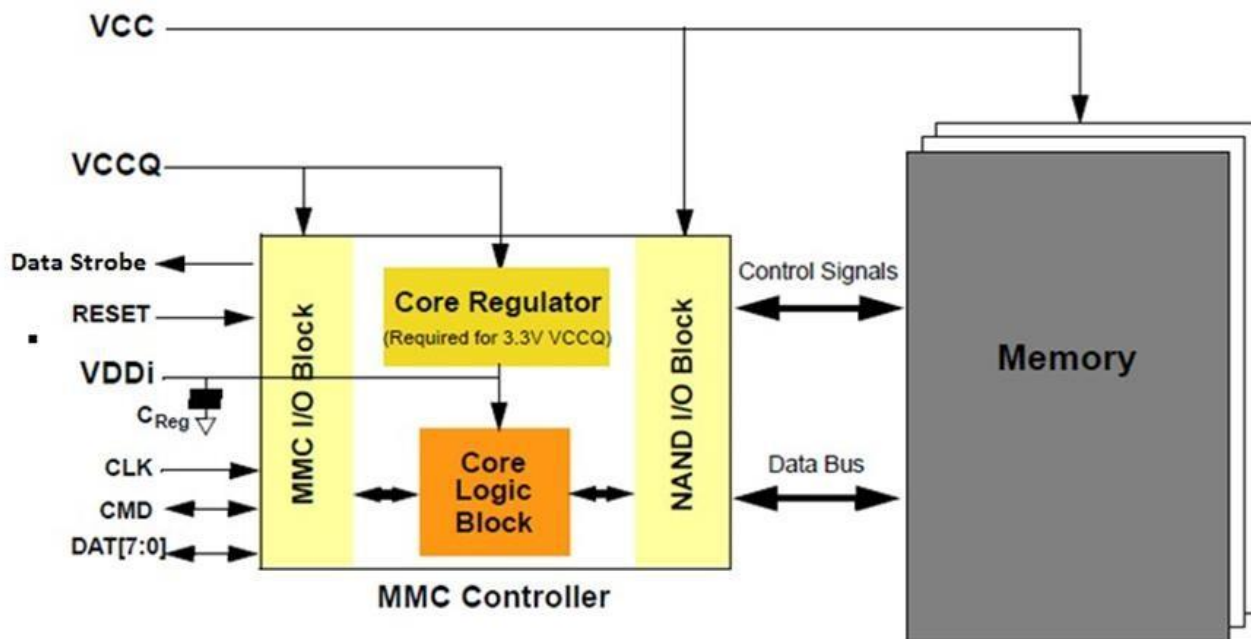 VCC
VCCQ
Data Strobe
RESET
VDDi
C Reg
CLK
CMD
DAT[7:0]
MMC I/O Block
Core Regulator
(Required for 3.3V VCCQ)
Core
Logic
Block
NAND I/O Block
MMC Controller
Control Signals
Data Bus
Memory